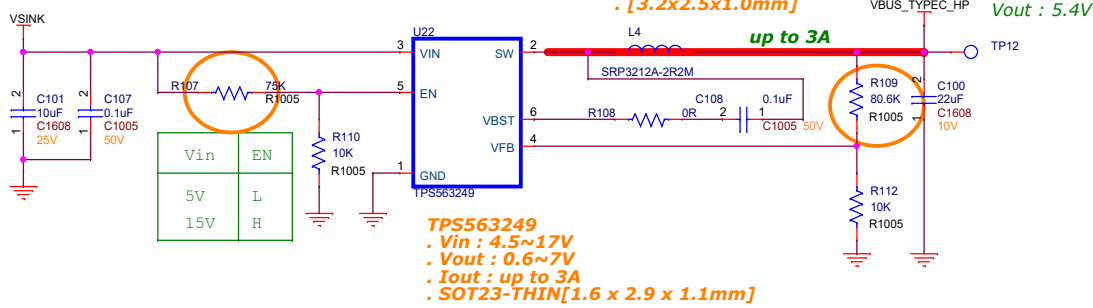 . [3.2x2.5x1.0mm]
VSINK
VBUS_TYPEC_HP
Vout : 5.4V
U22
L4
up to 3A
TP12
3
VIN
SW
2
SRP3212A-2R2M
R107
75K
R1005
5
EN
2
C101
10uF
C1608
25V
1
2
C107
0.1uF
C1005
50V
1
R109
80.6K
R1005
2
C100
22uF
C1608
10V
1
VBST
6
R108
0R
C108
0.1uF
2
1
C1005
50V
R110
10K
R1005
VFB
4
Vin EN
5V L
15V H
1
GND
TPS563249
R112
10K
R1005
TPS563249
. Vin : 4.5~17V
. Vout : 0.6~7V
. Iout : up to 3A
. SOT23-THIN[1.6 x 2.9 x 1.1mm]